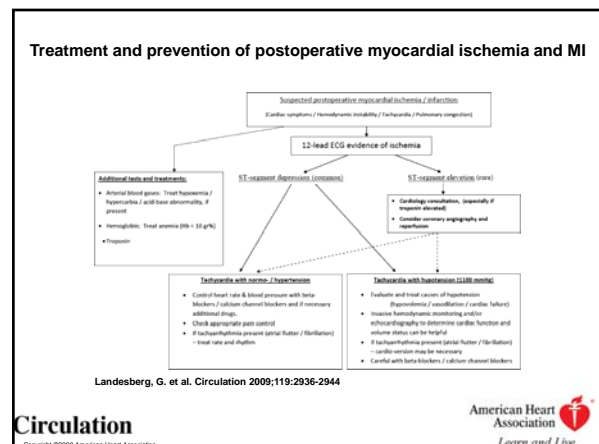 Treatment and prevention of postoperative myocardial ischemia and MI
Suspected postoperative myocardial ischemia / infarction
(Cardiac symptoms / Hemodynamic instability / Tachycardia / Pulmonary congestion)
12-lead ECG evidence of ischemia
Additional tests and treatments:
• Arterial blood gases: Treat hypoxemia /
hypercarbia / acid-base abnormality, if
present
• Hemoglobin: Treat anemia (Hb < 10 gr%)
• Troponin
ST-segment depression (common)
ST-segment elevation (rare)
• Cardiology consultation, (especially if
troponin elevated)
• Consider coronary angiography and
reperfusion
Tachycardia with normo- / hypertension
• Control heart rate & blood pressure with beta-
blockers / calcium channel blockers and if necessary
additional drugs.
• Check appropriate pain control
• If tachyarrhythmia present (atrial flutter / fibrillation)
– treat rate and rhythm
Tachycardia with hypotension (≤100 mmHg)
• Evaluate and treat causes of hypotension
(hypovolemia / vasodilation / cardiac failure)
• Invasive hemodynamic monitoring and/or
echocardiography to determine cardiac function and
volume status can be helpful
• If tachyarrhythmia present (atrial flutter / fibrillation)
– cardio-version may be necessary
• Careful with beta-blockers / calcium channel blockers
Landesberg, G. et al. Circulation 2009;119:2936-2944
Circulation
American Heart
Association
Learn and Live